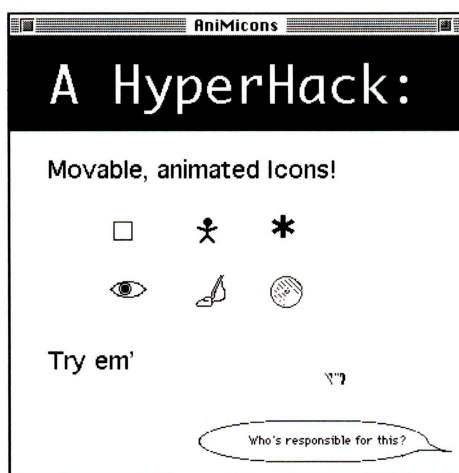 AniMicons
A HyperHack:
Movable, animated Icons!
Try em'
Who's responsible for this?